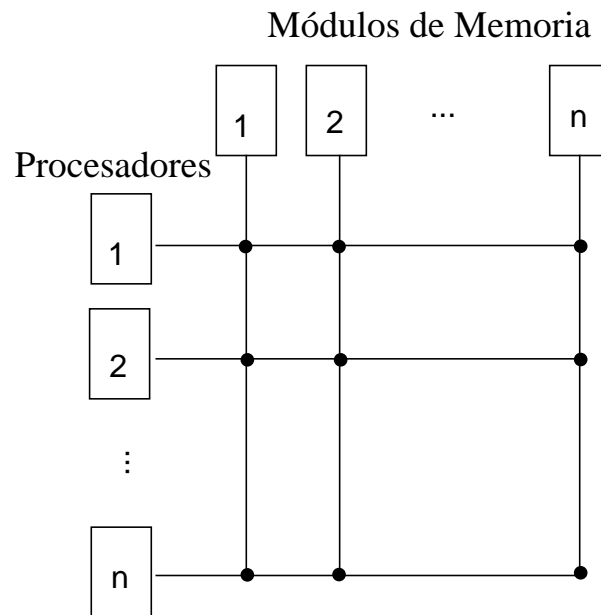 Módulos de Memoria
1 2 ... n
Procesadores
1
2
...
n